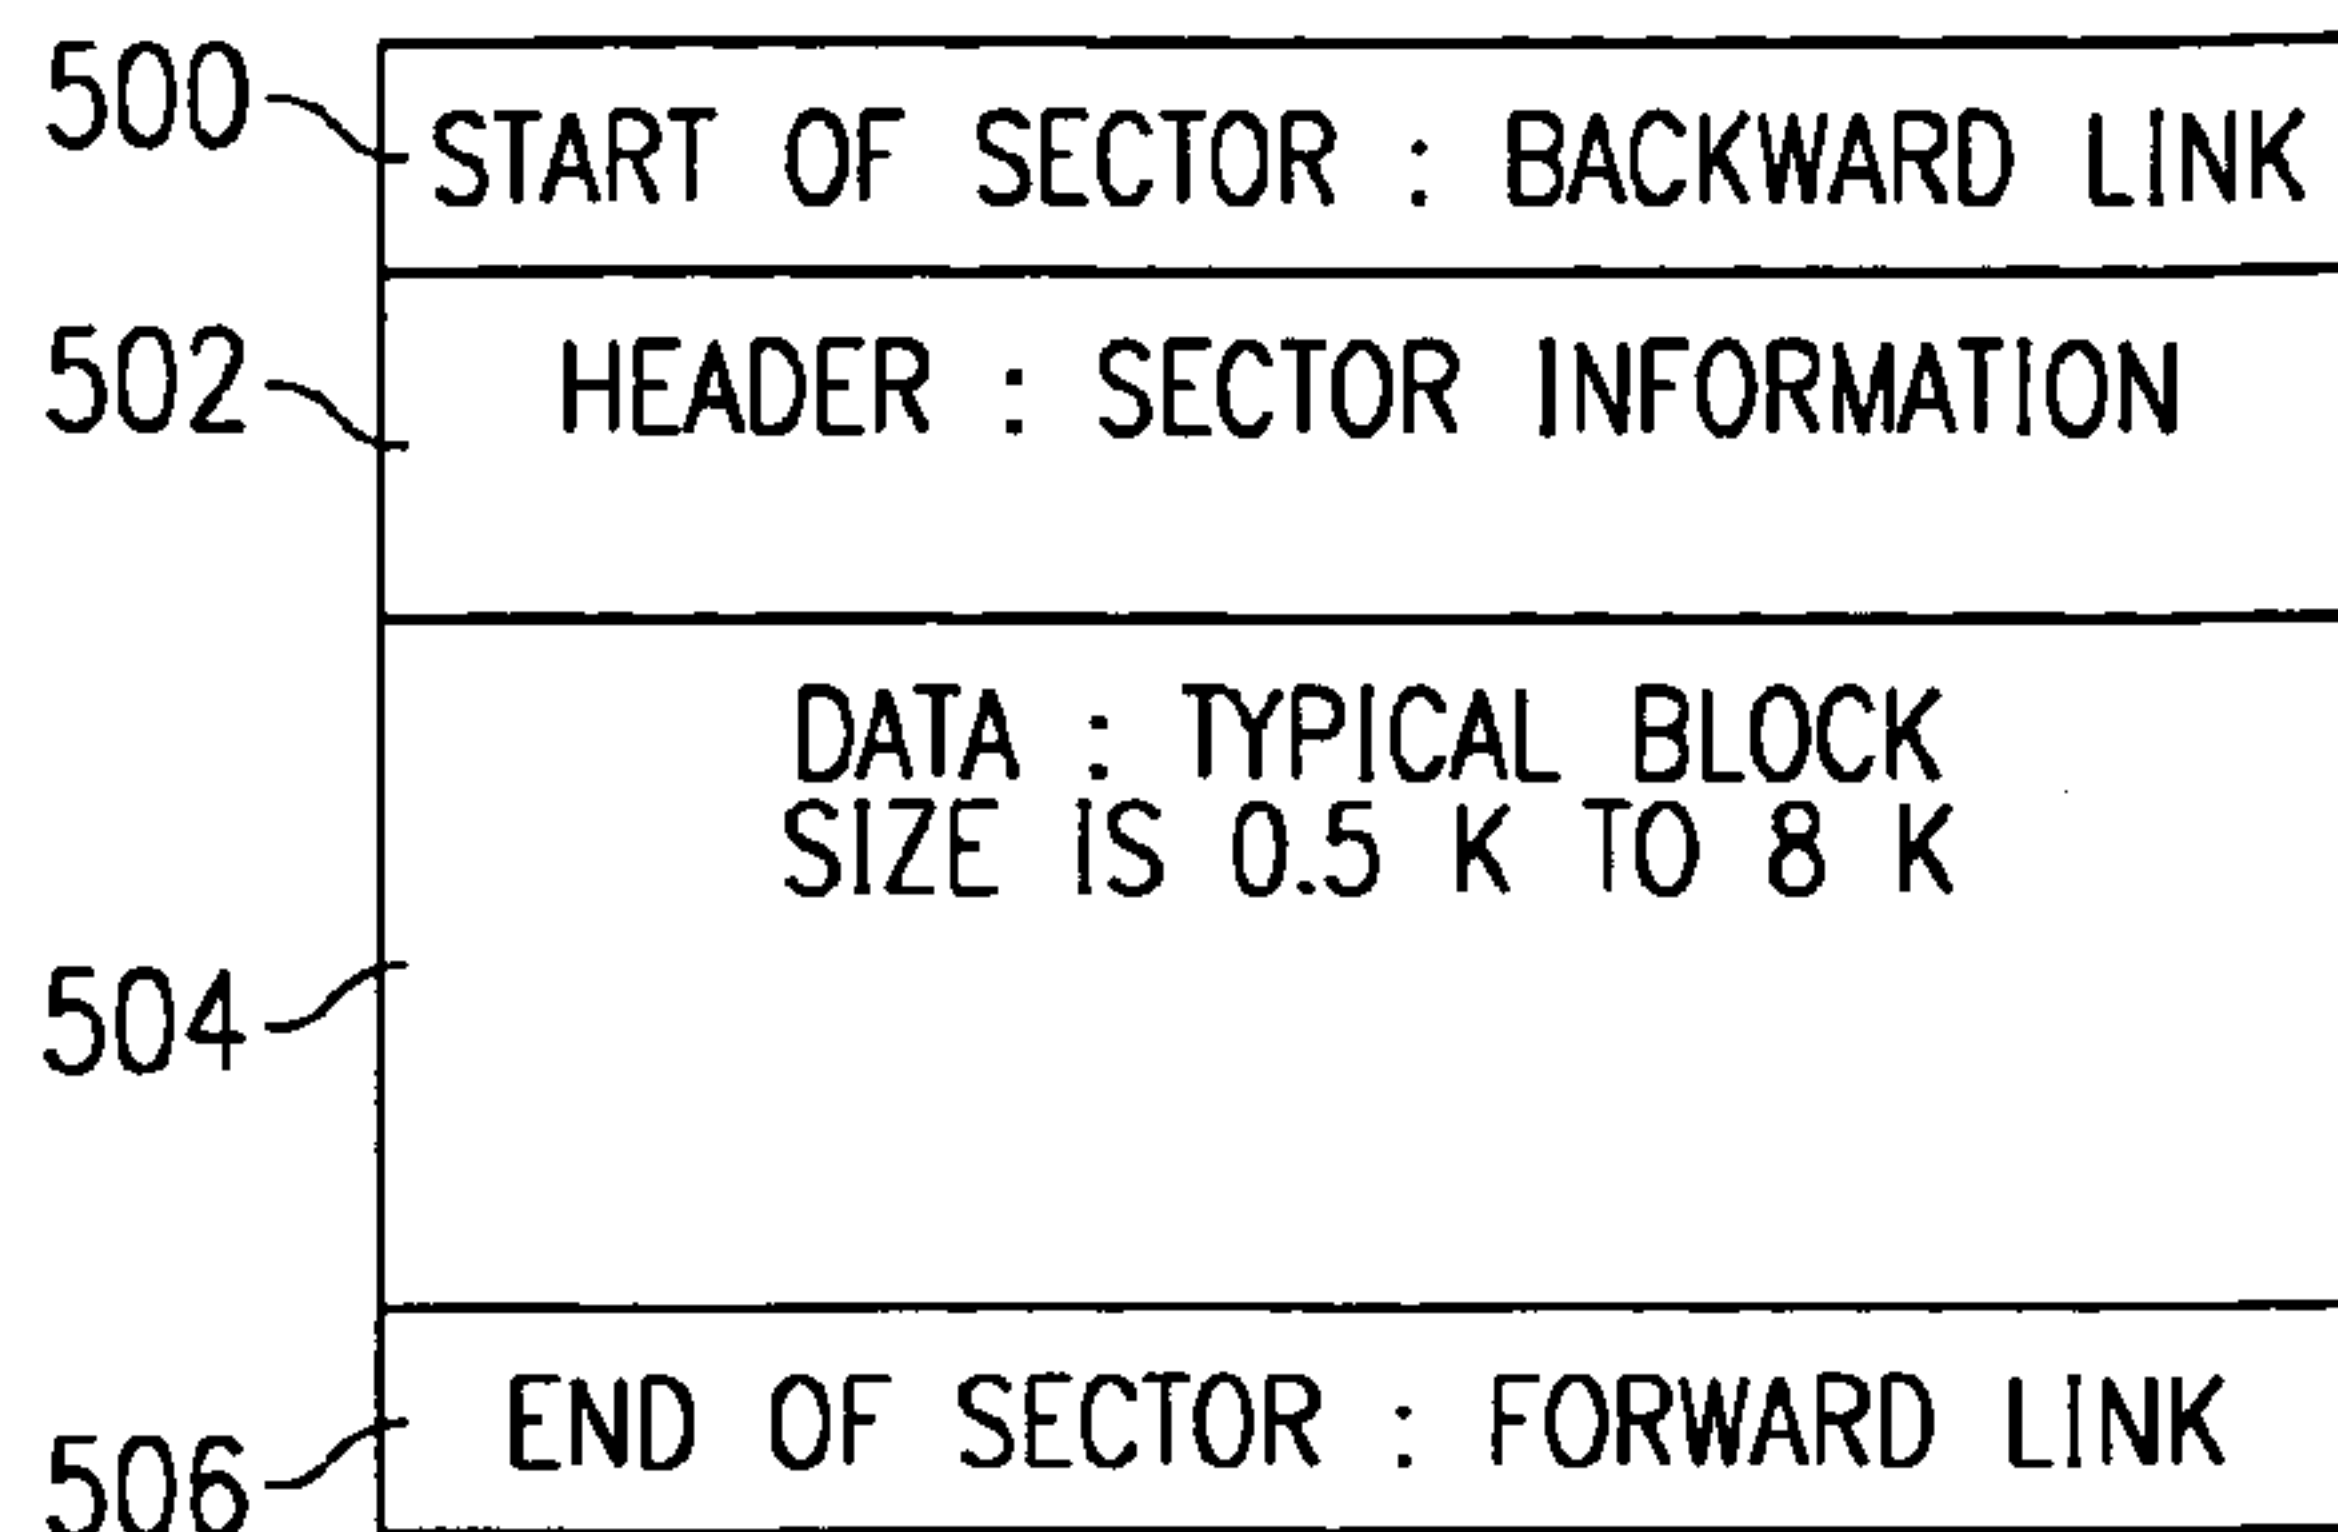 500 START OF SECTOR : BACKWARD LINK
502 HEADER : SECTOR INFORMATION
DATA : TYPICAL BLOCK
SIZE IS 0.5 K TO 8 K
504
506 END OF SECTOR : FORWARD LINK